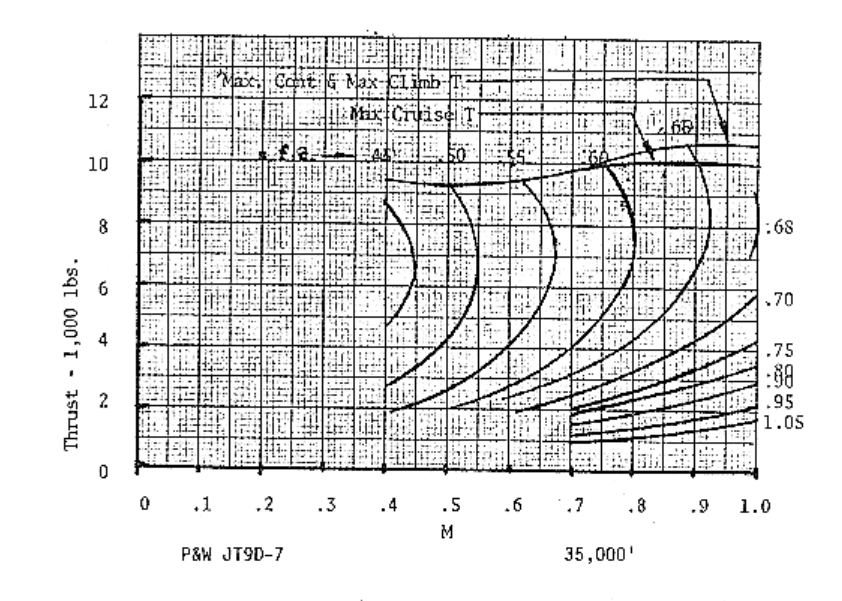 Max. Cont & Max Climb T
Max Cruise T
.68
s.f.c. .45 .50 .55 .60
12
10
8
6
4
2
0
Thrust - 1,000 lbs.
:68
.70
.75
.80
.90
.95
1.05
0 .1 .2 .3 .4 .5 .6 .7 .8 .9 1.0
M
P&W JT9D-7 35,000'